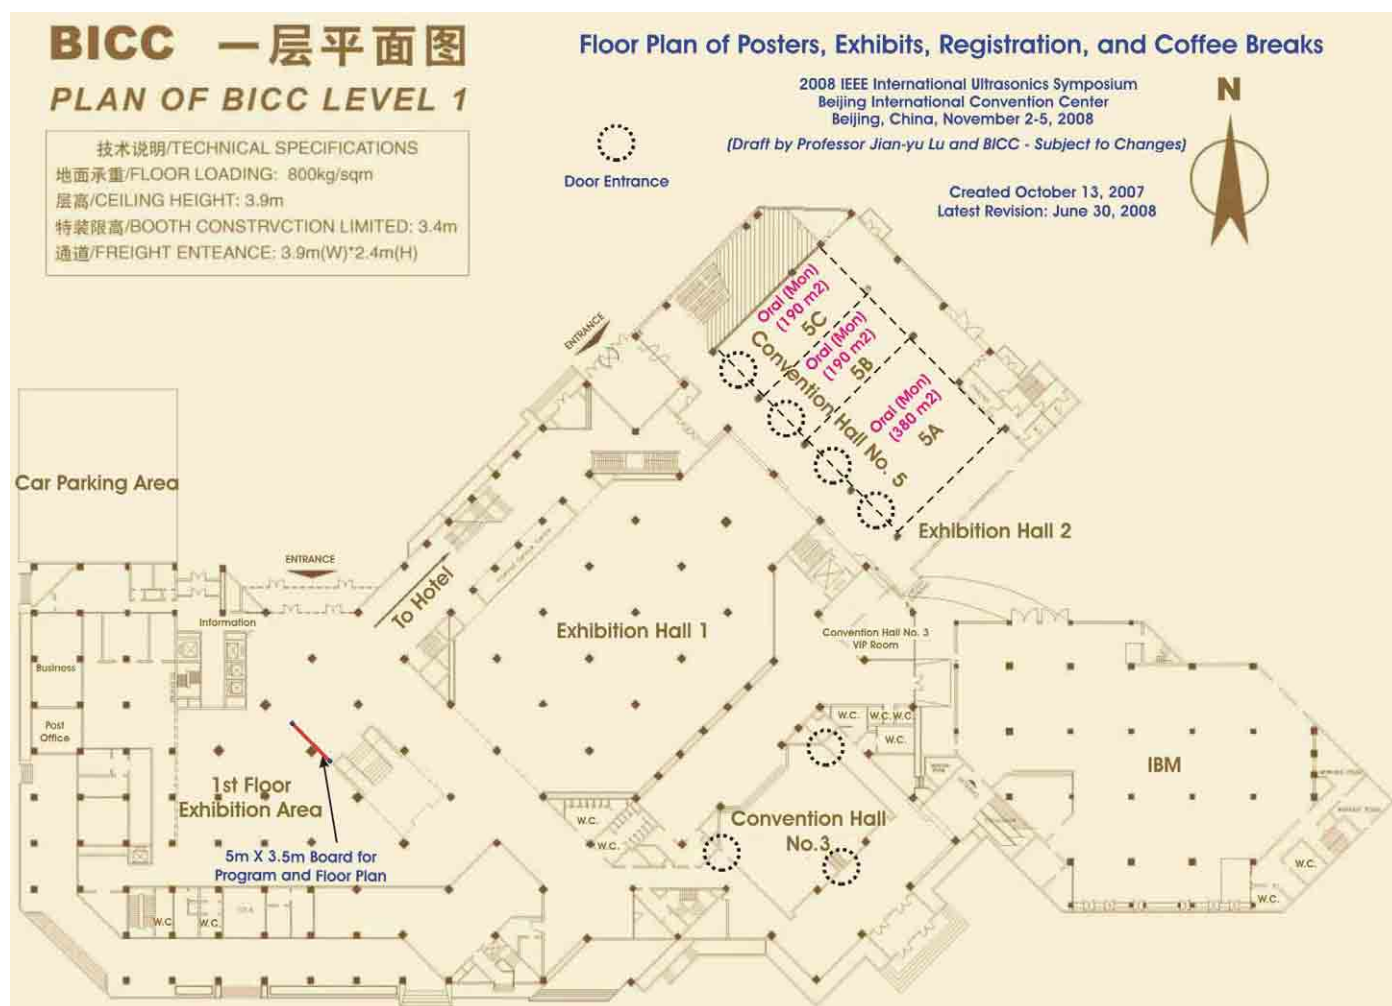 BICC 一层平面图
PLAN OF BICC LEVEL 1
技术说明/TECHNICAL SPECIFICATIONS
地面承重/FLOOR LOADING: 800kg/sqm
层高/CEILING HEIGHT: 3.9m
特装限高/BOOTH CONSTRVCTION LIMITED: 3.4m
通道/FREIGHT ENTEANCE: 3.9m(W)*2.4m(H)
Floor Plan of Posters, Exhibits, Registration, and Coffee Breaks
2008 IEEE International Ultrasonics Symposium
Beijing International Convention Center
Beijing, China, November 2-5, 2008
(Draft by Professor Jian-yu Lu and BICC - Subject to Changes)
Created October 13, 2007
Latest Revision: June 30, 2008
N
Door Entrance
ENTRANCE
Oral (Mon)
(190 m2)
5C
Oral (Mon)
(190 m2)
5B
Oral (Mon)
(380 m2)
5A
Convention Hall No. 5
Exhibition Hall 2
Car Parking Area
ENTRANCE
To Hotel
Information
Business
Post
Office
Exhibition Hall 1
Convention Hall No. 3
VIP Room
W.C.
W.C.
W.C.
W.C.
IBM
1st Floor
Exhibition Area
5m X 3.5m Board for
Program and Floor Plan
Convention Hall
No.3
W.C.
W.C.
W.C.
W.C.
W.C.
W.C.